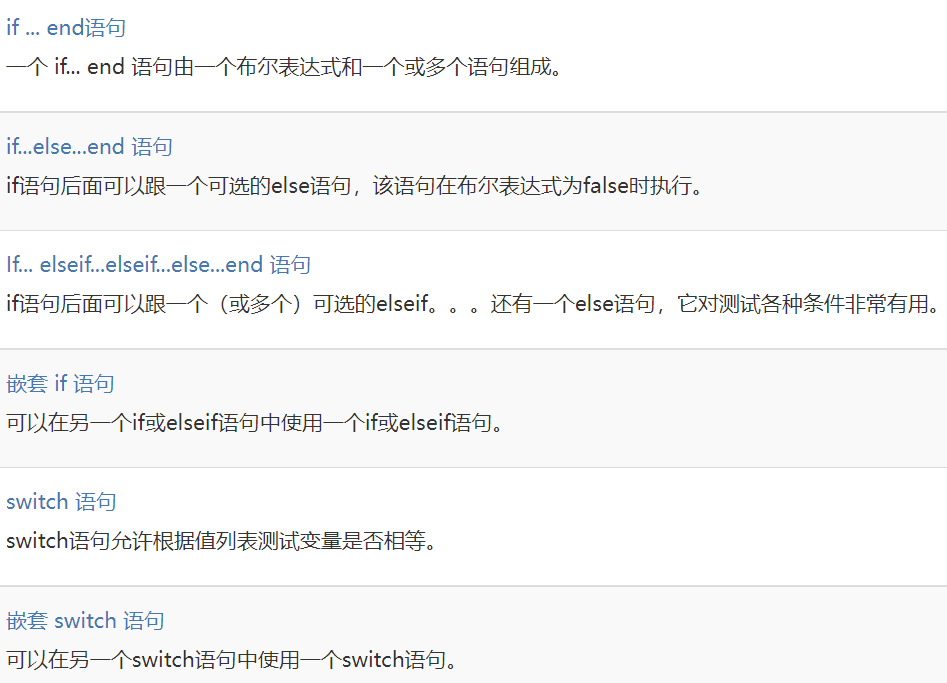 if ... end语句
一个 if... end 语句由一个布尔表达式和一个或多个语句组成。
if...else...end 语句
if语句后面可以跟一个可选的else语句，该语句在布尔表达式为false时执行。
If... elseif...elseif...else...end 语句
if语句后面可以跟一个（或多个）可选的elseif。。。还有一个else语句，它对测试各种条件非常有用。
嵌套 if 语句
可以在另一个if或elseif语句中使用一个if或elseif语句。
switch 语句
switch语句允许根据值列表测试变量是否相等。
嵌套 switch 语句
可以在另一个switch语句中使用一个switch语句。